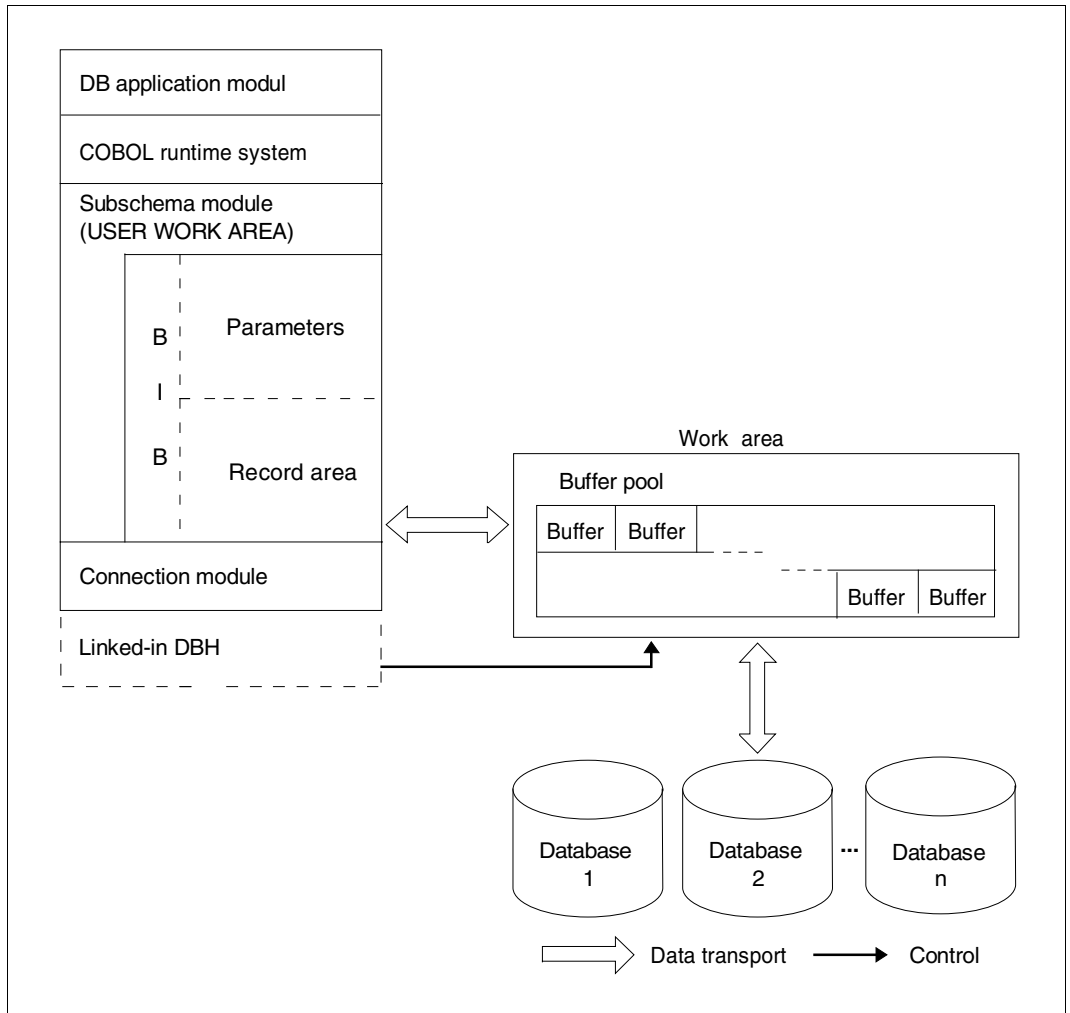 DB application modul
COBOL runtime system
Subschema module
(USER WORK AREA)
B
I
B
Parameters
Record area
Connection module
Linked-in DBH
Work area
Buffer pool
Buffer Buffer
Buffer Buffer
Database
1
Database
2
...
Database
n
Data transport
Control